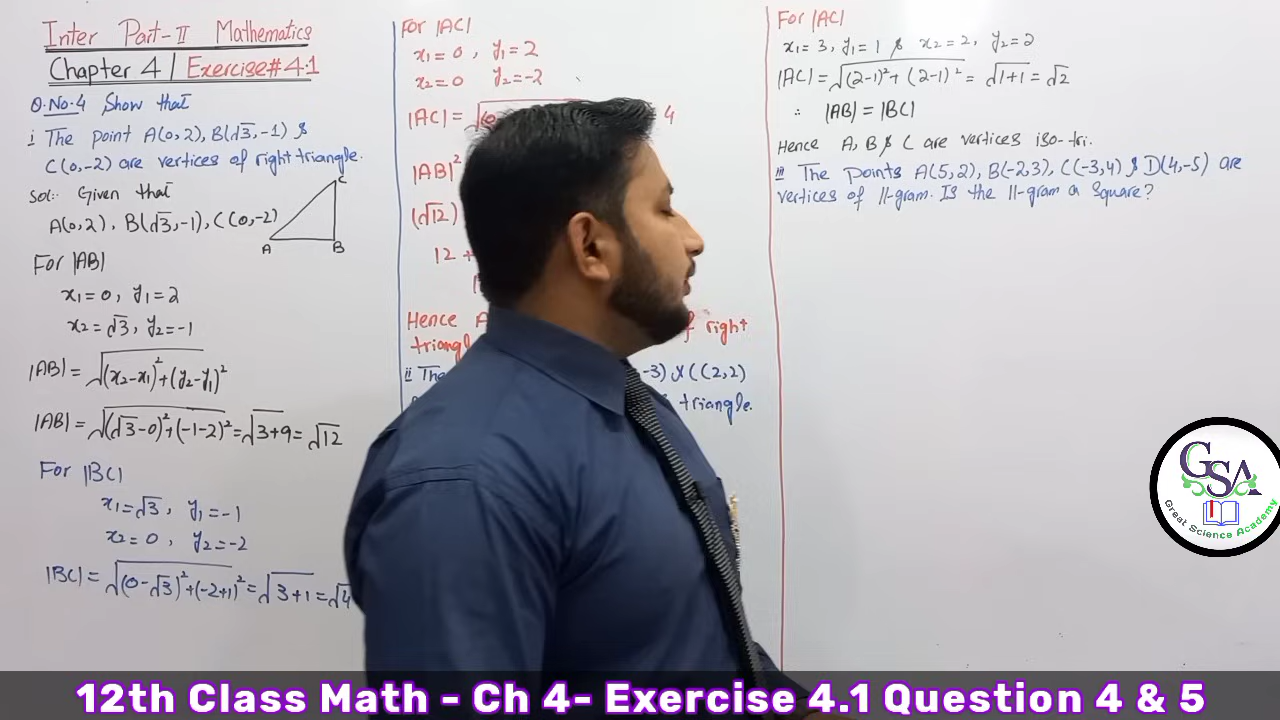 Inter Part-II Mathematics
Chapter 4 | Exercise#4.1
Q.No.4 Show that
i The point A(0,2), B(√3,-1) &
C(0,-2) are vertices of right triangle.
Sol:- Given that
A(0,2), B(√3,-1), C(0,-2)
C
A B
For |AB|
x₁=0, y₁=2
x₂=√3, y₂=-1
|AB| = √(x₂-x₁)²+(y₂-y₁)²
|AB| = √(√3-0)²+(-1-2)² = √3+9 = √12
For |BC|
x₁=√3, y₁=-1
x₂=0, y₂=-2
|BC| = √(0-√3)²+(-2+1)² = √3+1 = √4
For |AC|
x₁=0, y₁=2
x₂=0 y₂=-2
|AC| = = 4
|AB|²
(√12)
12 +
Hence of right
triangle
ii The -3) & C(2,2)
triangle.
For |AC|
x₁=3, y₁=1 & x₂=2, y₂=2
|AC| = √(2-1)²+(2-1)² = √1+1 = √2
∴ |AB| = |BC|
Hence A, B & C are vertices iso-tri.
iii The Points A(5,2), B(-2,3), C(-3,4) & D(4,-5) are
vertices of ||-gram. Is the ||-gram a Square?
GSA
Great Science Academy
12th Class Math - Ch 4- Exercise 4.1 Question 4 & 5